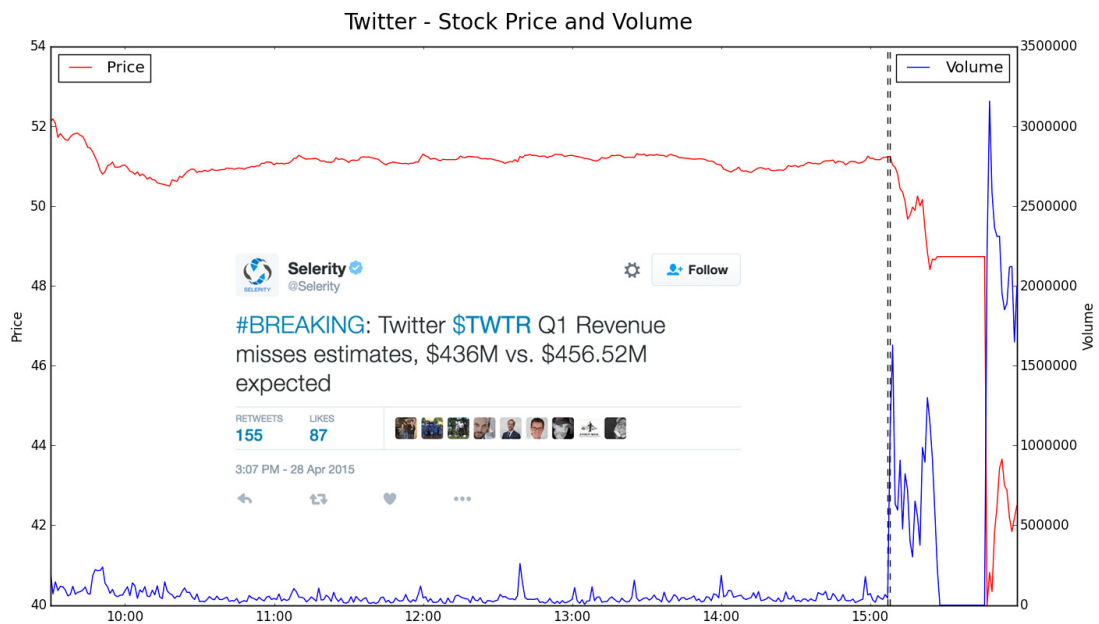 Twitter - Stock Price and Volume
Price
Volume
54
52
50
48
46
44
42
40
Price
3500000
3000000
2500000
2000000
1500000
1000000
500000
0
Volume
10:00
11:00
12:00
13:00
14:00
15:00
SELERITY
Selerity
@Selerity
Follow
#BREAKING: Twitter $TWTR Q1 Revenue
misses estimates, $436M vs. $456.52M
expected
RETWEETS LIKES
155 87
3:07 PM - 28 Apr 2015